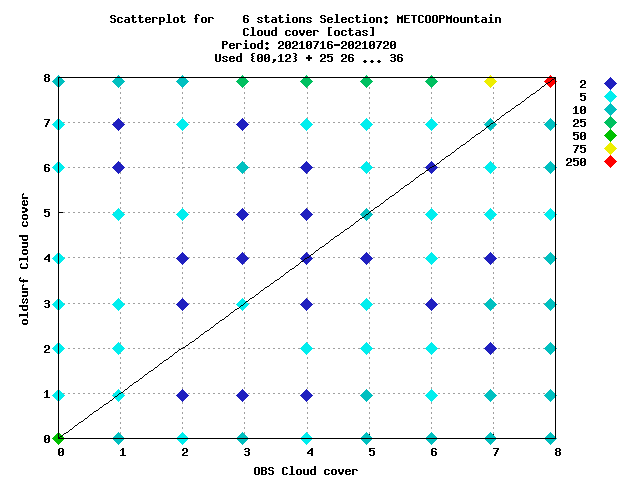 Scatterplot for    6 stations Selection: METCOOPMountain
Cloud cover [octas]
Period: 20210716-20210720
Used {00,12} + 25 26 ... 36
8
7
6
5
4
3
2
1
0
oldsurf Cloud cover
0 1 2 3 4 5 6 7 8
OBS Cloud cover
2
5
10
25
50
75
250